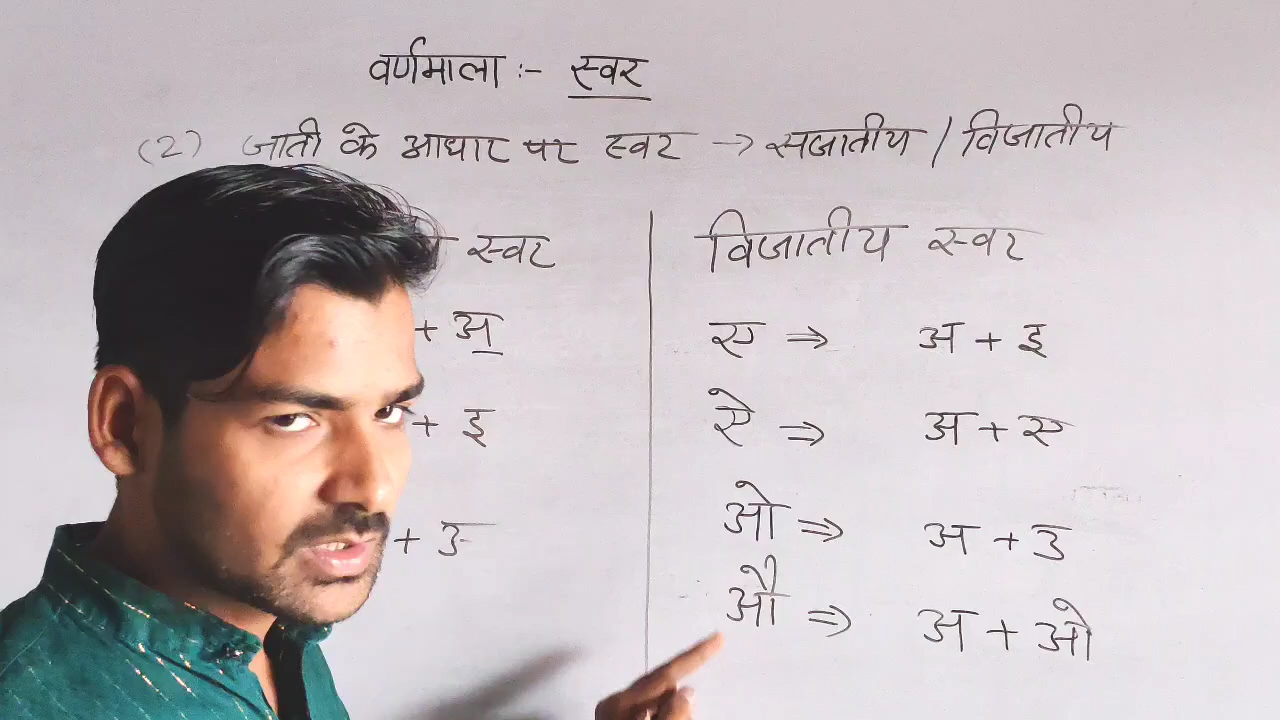 वर्णमाला :- स्वर
(2) जाती के आधार पर स्वर → सजातीय / विजातीय
स्वर
+ अ
+ इ
+ उ
विजातीय स्वर
ए ⇒ अ + इ
ऐ ⇒ अ + ए
ओ ⇒ अ + उ
औ ⇒ अ + ओ